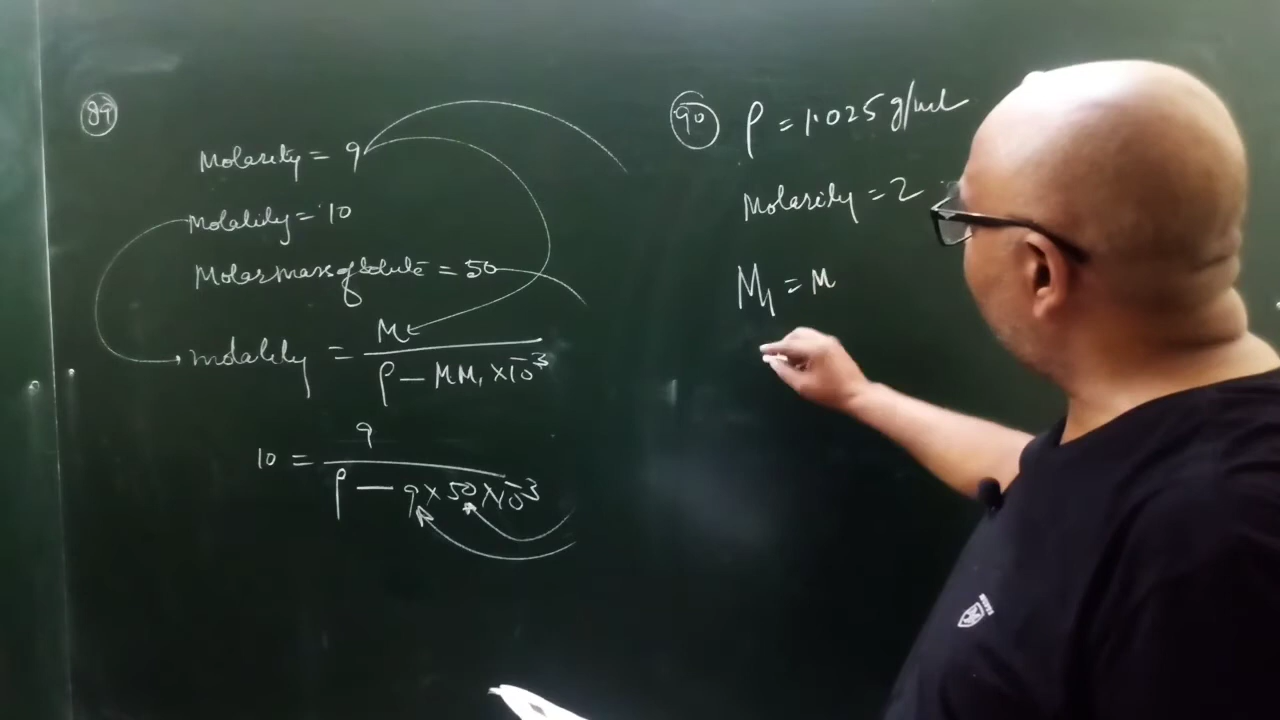 89
Molarity = 9
Molality = 10
Molar mass of solute = 50
molality = M / ρ - MM₁ × 10⁻³
10 = 9 / ρ - 9 × 50 × 10⁻³
90 ρ = 1.025 g/ml
Molarity = 2
M₁ = M